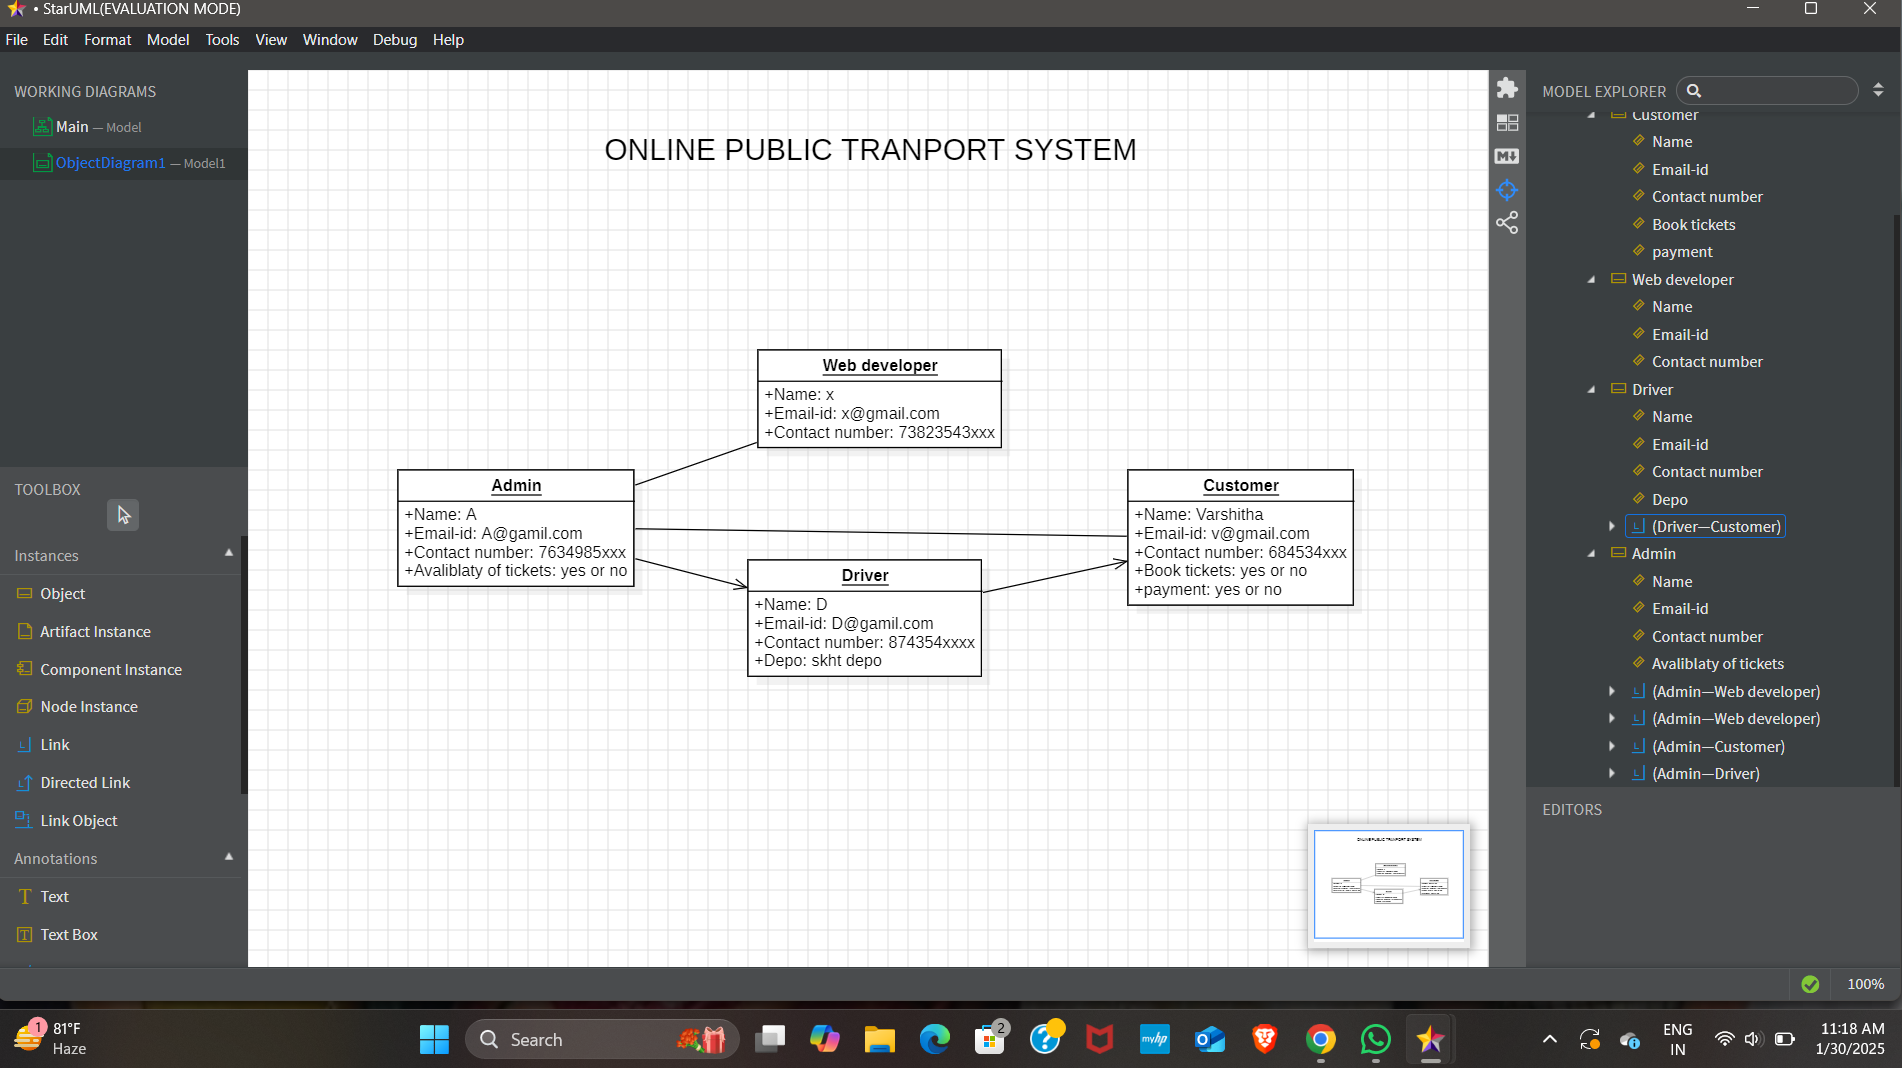 • StarUML(EVALUATION MODE)
File Edit Format Model Tools View Window Debug Help
WORKING DIAGRAMS
Main — Model
ObjectDiagram1 — Model1
TOOLBOX
Instances
Object
Artifact Instance
Component Instance
Node Instance
Link
Directed Link
Link Object
Annotations
Text
Text Box
ONLINE PUBLIC TRANPORT SYSTEM
Web developer
+Name: x
+Email-id: x@gmail.com
+Contact number: 73823543xxx
Admin
+Name: A
+Email-id: A@gamil.com
+Contact number: 7634985xxx
+Avaliblaty of tickets: yes or no
Driver
+Name: D
+Email-id: D@gamil.com
+Contact number: 874354xxxx
+Depo: skht depo
Customer
+Name: Varshitha
+Email-id: v@gmail.com
+Contact number: 684534xxx
+Book tickets: yes or no
+payment: yes or no
ONLINE PUBLIC TRANPORT SYSTEM
MODEL EXPLORER
Customer
Name
Email-id
Contact number
Book tickets
payment
Web developer
Name
Email-id
Contact number
Driver
Name
Email-id
Contact number
Depo
(Driver—Customer)
Admin
Name
Email-id
Contact number
Avaliblaty of tickets
(Admin—Web developer)
(Admin—Web developer)
(Admin—Customer)
(Admin—Driver)
EDITORS
100%
1
81°F
Haze
Search
2
myhp
ENG
IN
11:18 AM
1/30/2025